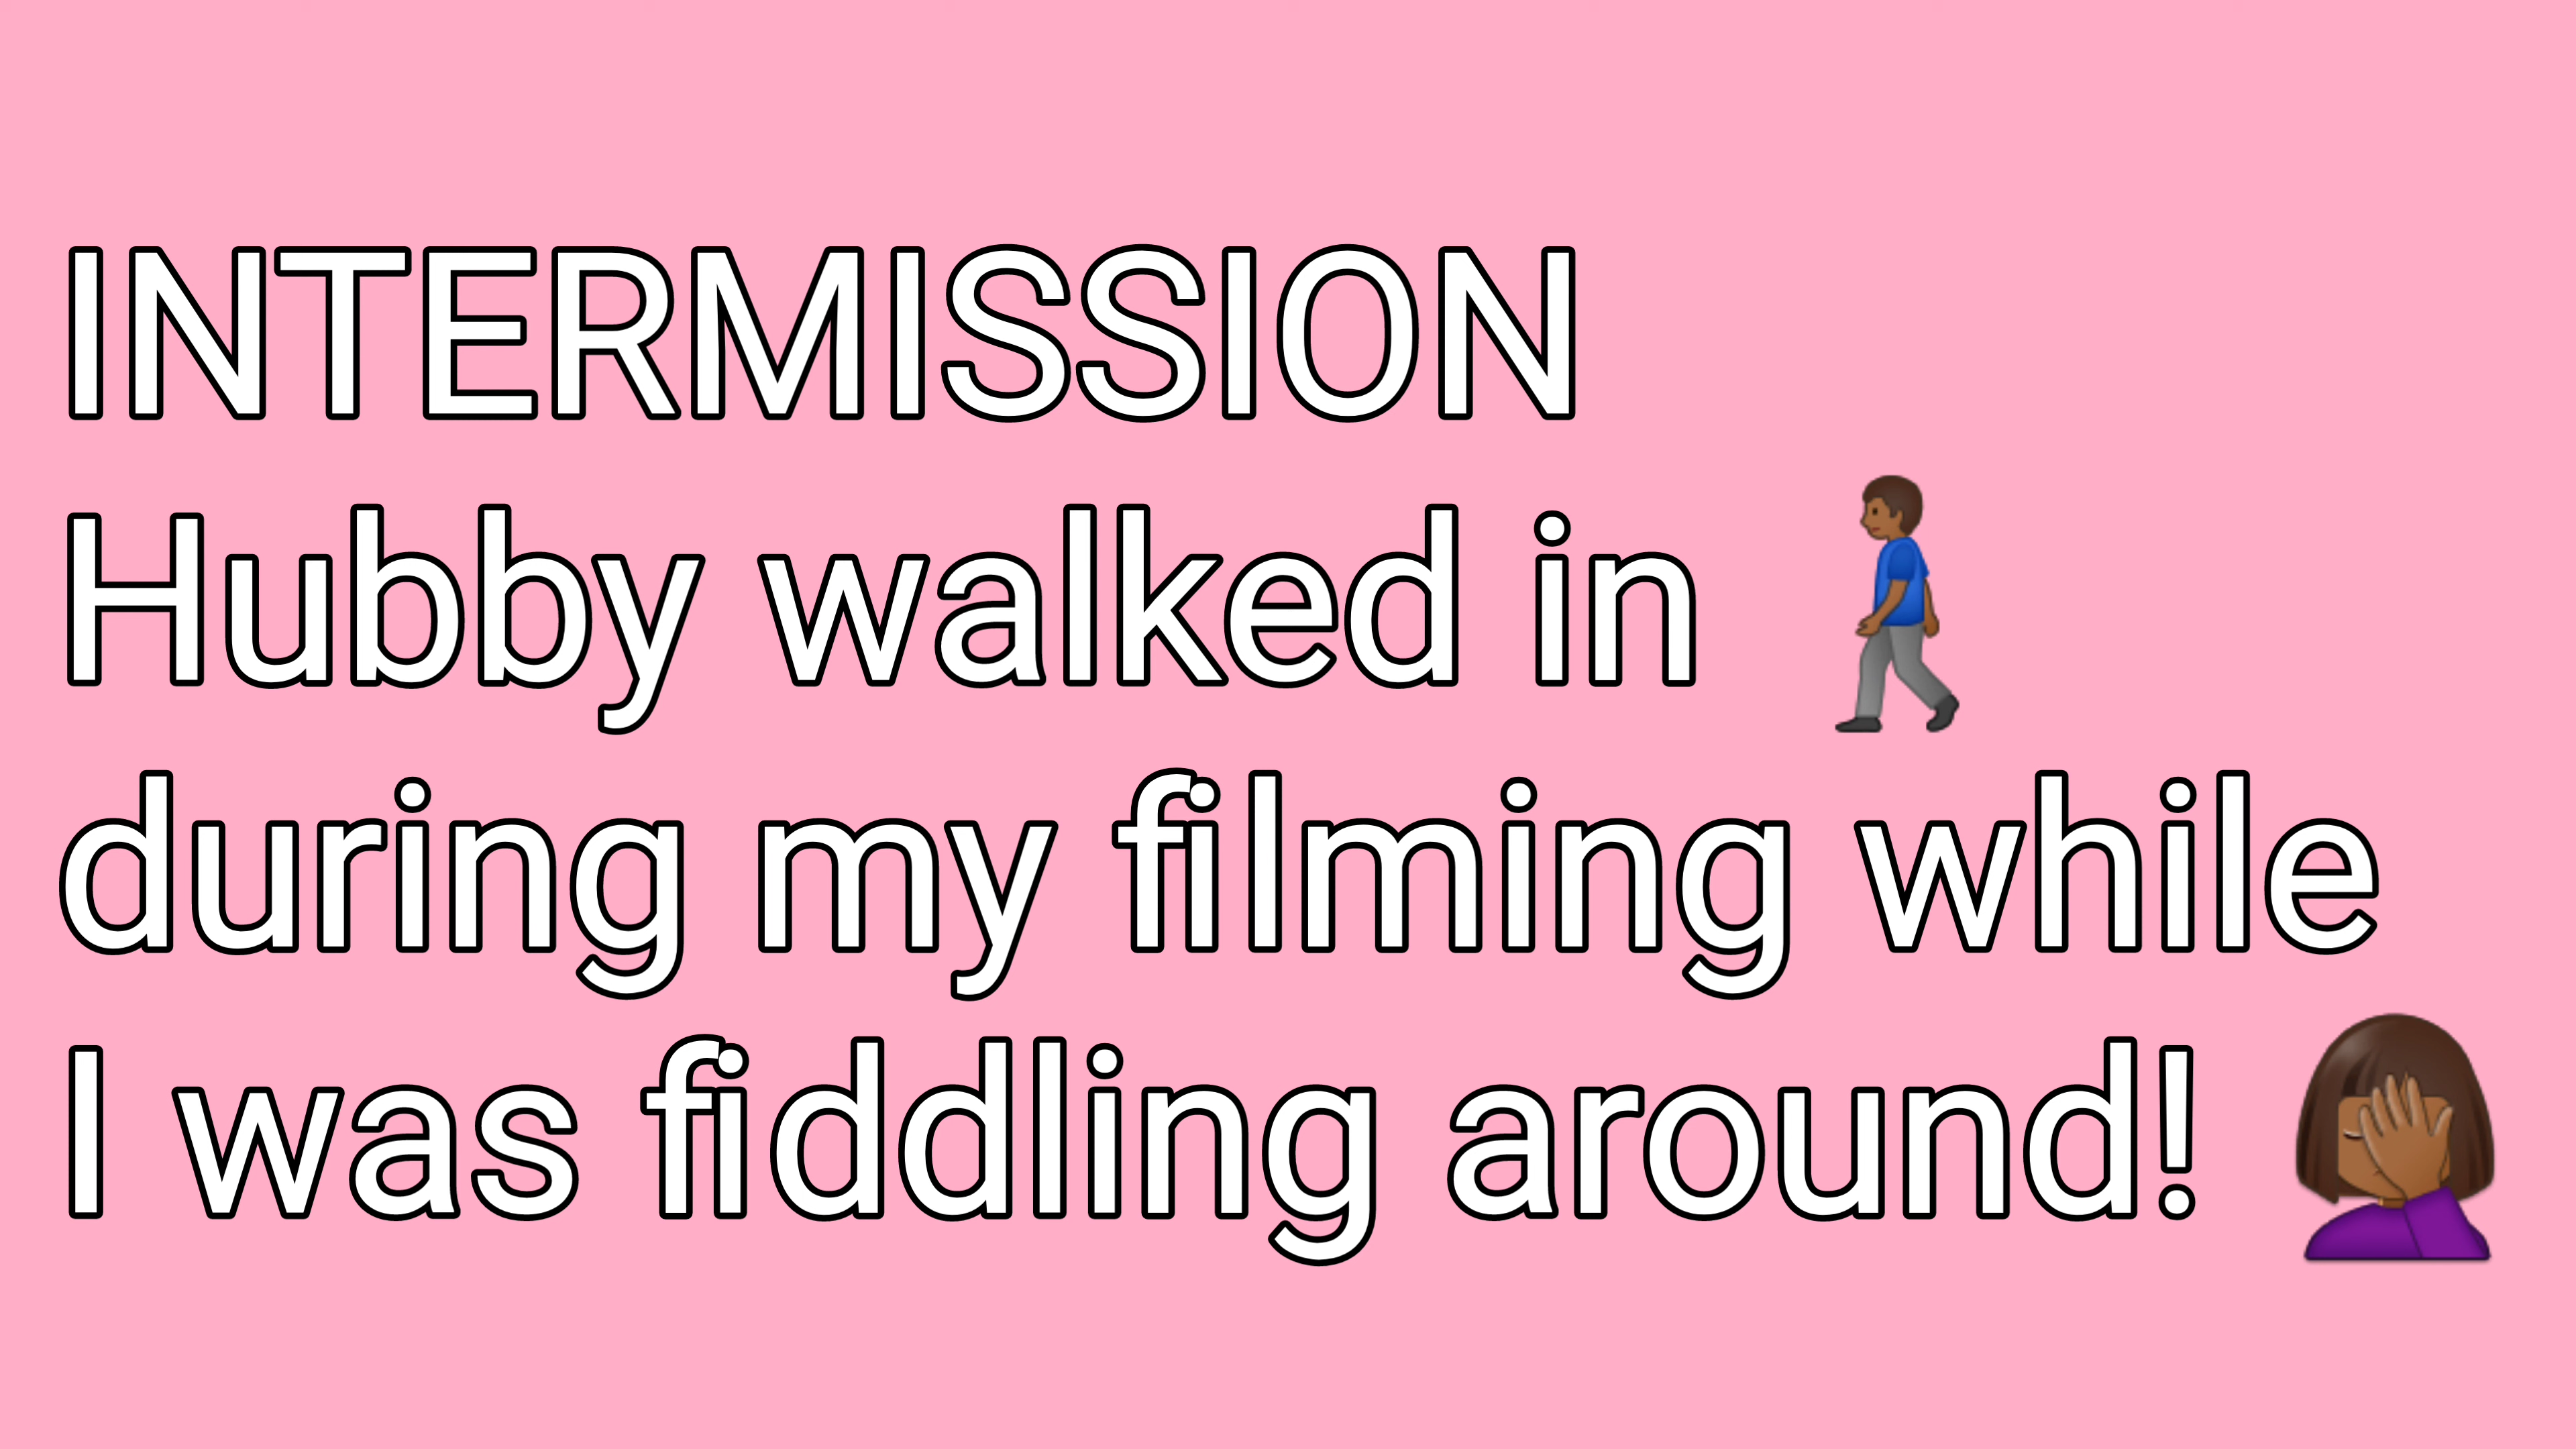 INTERMISSION
Hubby walked in 🚶🏾‍♂️
during my filming while
I was fiddling around! 🤦🏾‍♀️